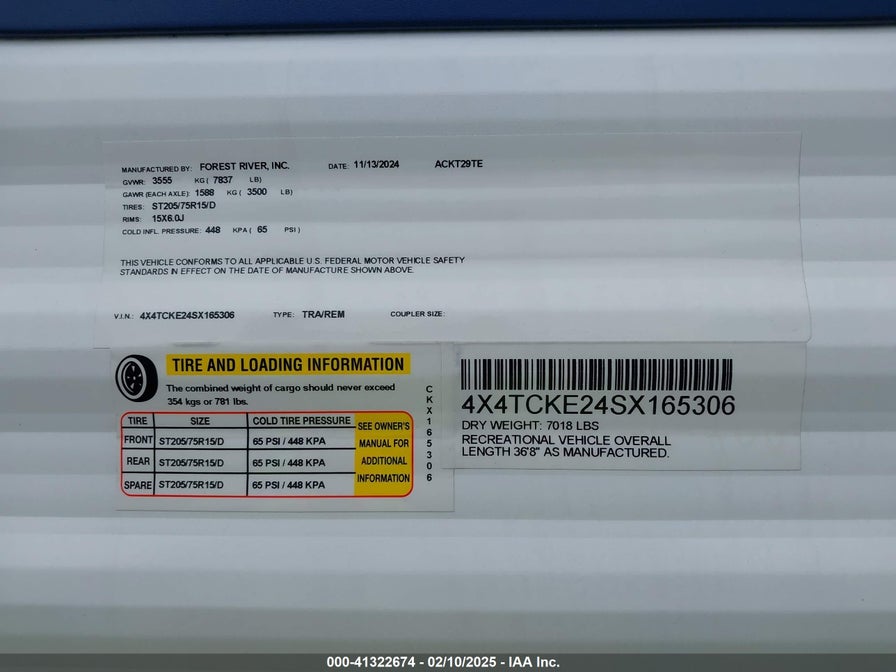 MANUFACTURED BY: FOREST RIVER, INC. DATE: 11/13/2024 ACKT29TE
GVWR: 3555 KG ( 7837 LB)
GAWR (EACH AXLE): 1588 KG ( 3500 LB)
TIRES: ST205/75R15/D
RIMS: 15X6.0J
COLD INFL. PRESSURE: 448 KPA ( 65 PSI )
THIS VEHICLE CONFORMS TO ALL APPLICABLE U.S. FEDERAL MOTOR VEHICLE SAFETY
STANDARDS IN EFFECT ON THE DATE OF MANUFACTURE SHOWN ABOVE.
V.I.N.: 4X4TCKE24SX165306 TYPE: TRA/REM COUPLER SIZE:
TIRE AND LOADING INFORMATION
The combined weight of cargo should never exceed
354 kgs or 781 lbs.
TIRE SIZE COLD TIRE PRESSURE
FRONT ST205/75R15/D 65 PSI / 448 KPA
REAR ST205/75R15/D 65 PSI / 448 KPA
SPARE ST205/75R15/D 65 PSI / 448 KPA
SEE OWNER'S
MANUAL FOR
ADDITIONAL
INFORMATION
CKX165306
4X4TCKE24SX165306
DRY WEIGHT: 7018 LBS
RECREATIONAL VEHICLE OVERALL
LENGTH 36'8" AS MANUFACTURED.
000-41322674 - 02/10/2025 - IAA Inc.